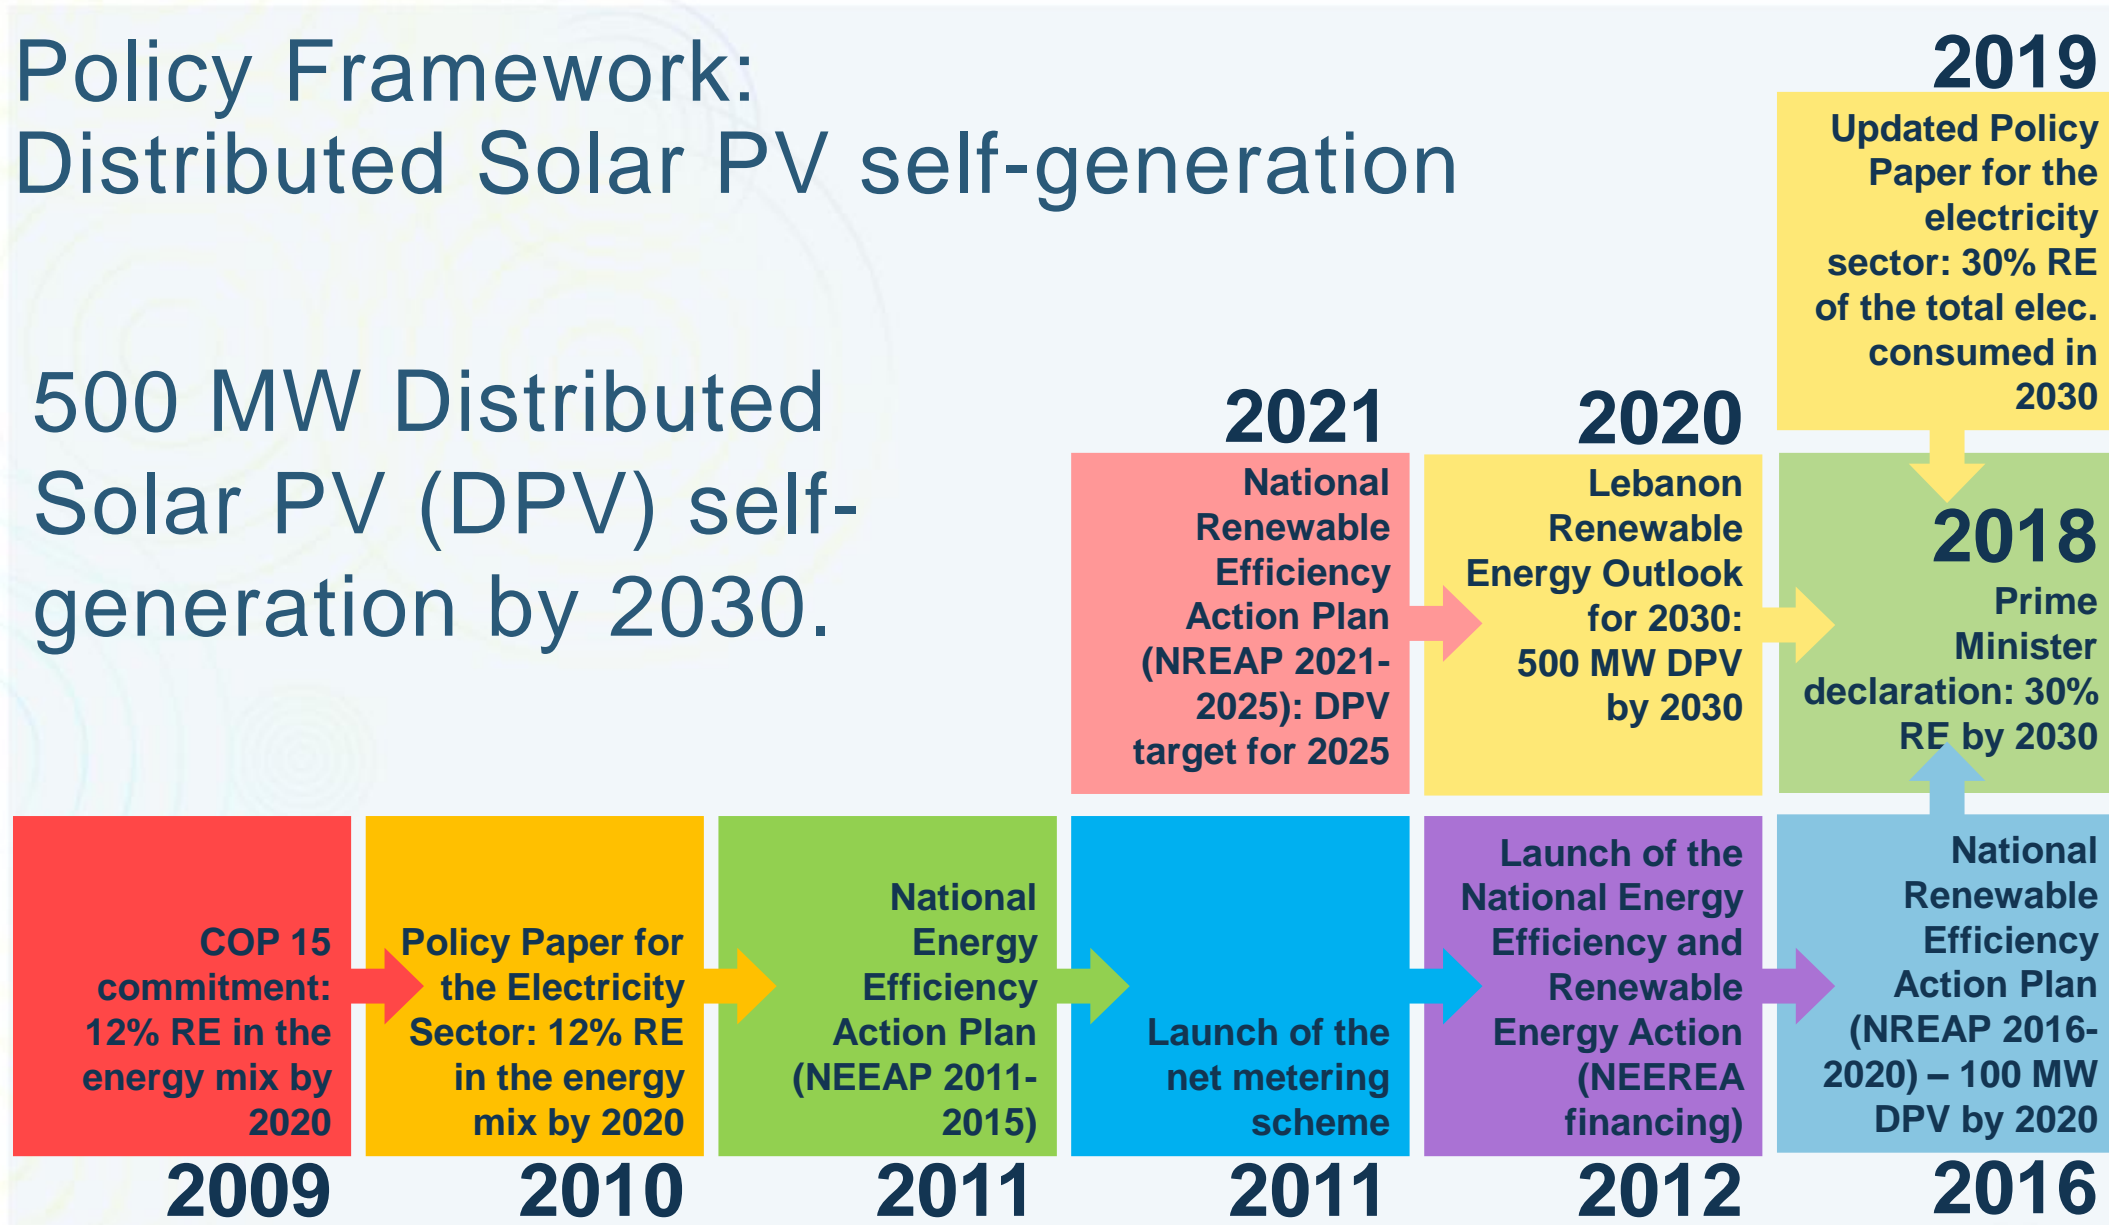 Policy Framework:
Distributed Solar PV self-generation
500 MW Distributed
Solar PV (DPV) self-
generation by 2030.
2019
Updated Policy
Paper for the
electricity
sector: 30% RE
of the total elec.
consumed in
2030
2021
National
Renewable
Efficiency
Action Plan
(NREAP 2021-
2025): DPV
target for 2025
2020
Lebanon
Renewable
Energy Outlook
for 2030:
500 MW DPV
by 2030
2018
Prime
Minister
declaration: 30%
RE by 2030
COP 15
commitment:
12% RE in the
energy mix by
2020
2009
Policy Paper for
the Electricity
Sector: 12% RE
in the energy
mix by 2020
2010
National
Energy
Efficiency
Action Plan
(NEEAP 2011-
2015)
2011
Launch of the
net metering
scheme
2011
Launch of the
National Energy
Efficiency and
Renewable
Energy Action
(NEEREA
financing)
2012
National
Renewable
Efficiency
Action Plan
(NREAP 2016-
2020) – 100 MW
DPV by 2020
2016